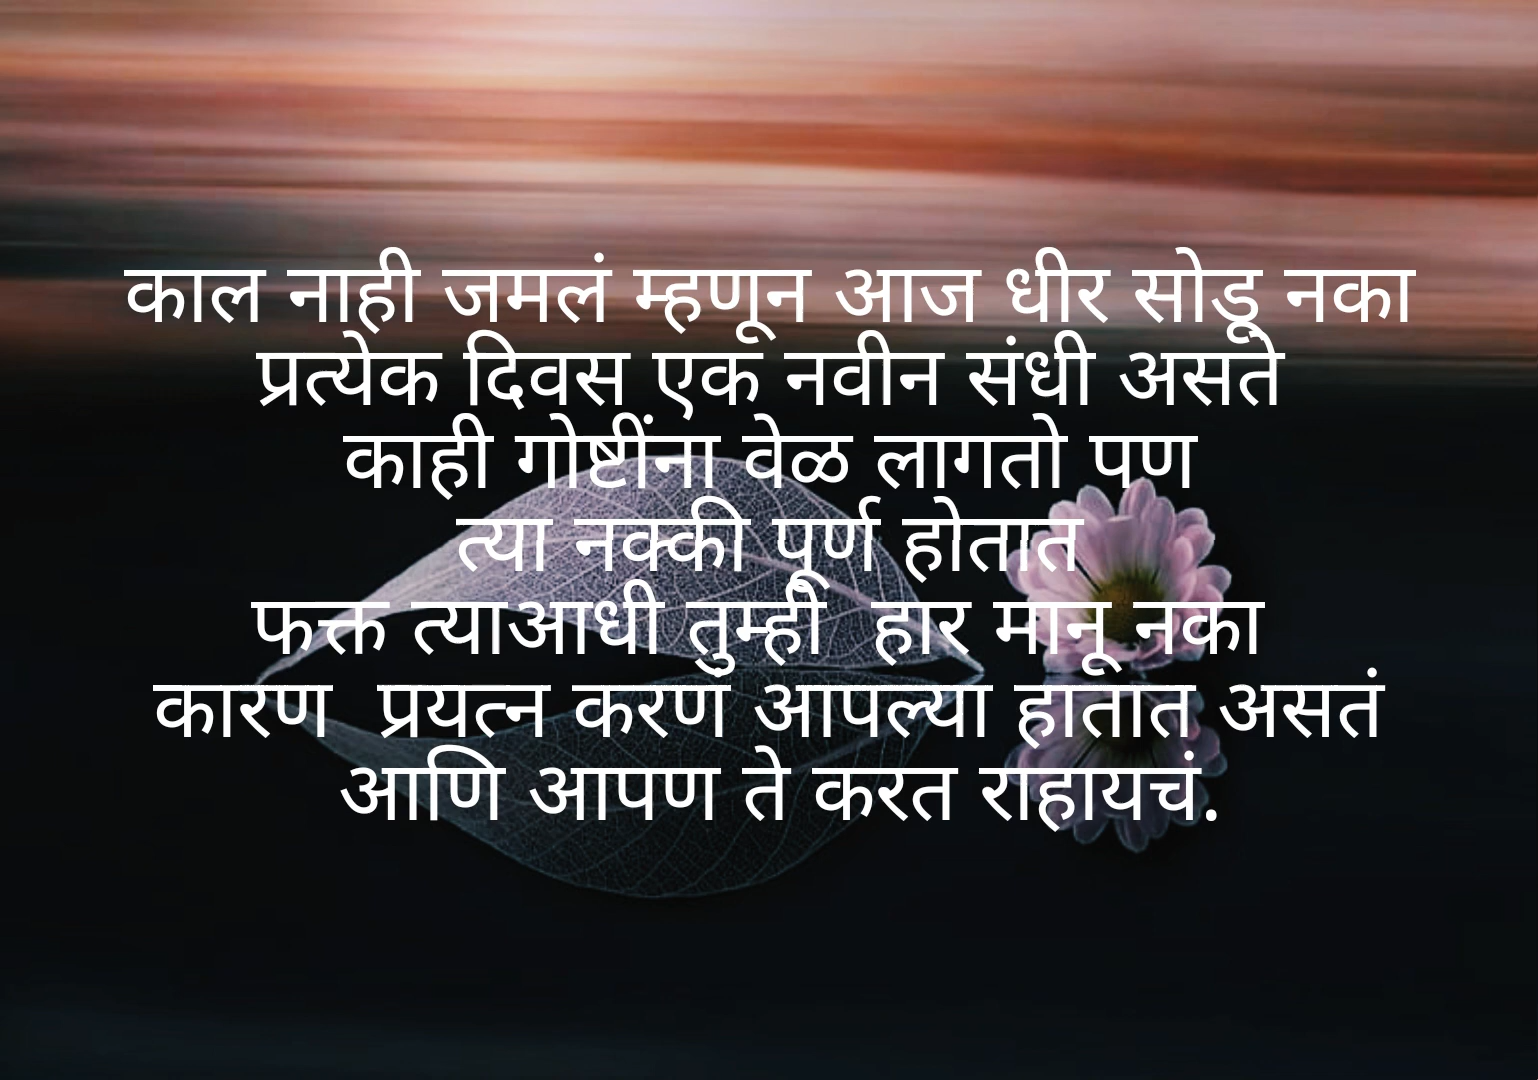 काल नाही जमलं म्हणून आज धीर सोडू नका
प्रत्येक दिवस एक नवीन संधी असते
काही गोष्टींना वेळ लागतो पण
त्या नक्की पूर्ण होतात
फक्त त्याआधी तुम्ही  हार मानू नका
कारण  प्रयत्न करणं आपल्या हातात असतं
आणि आपण ते करत राहायचं.